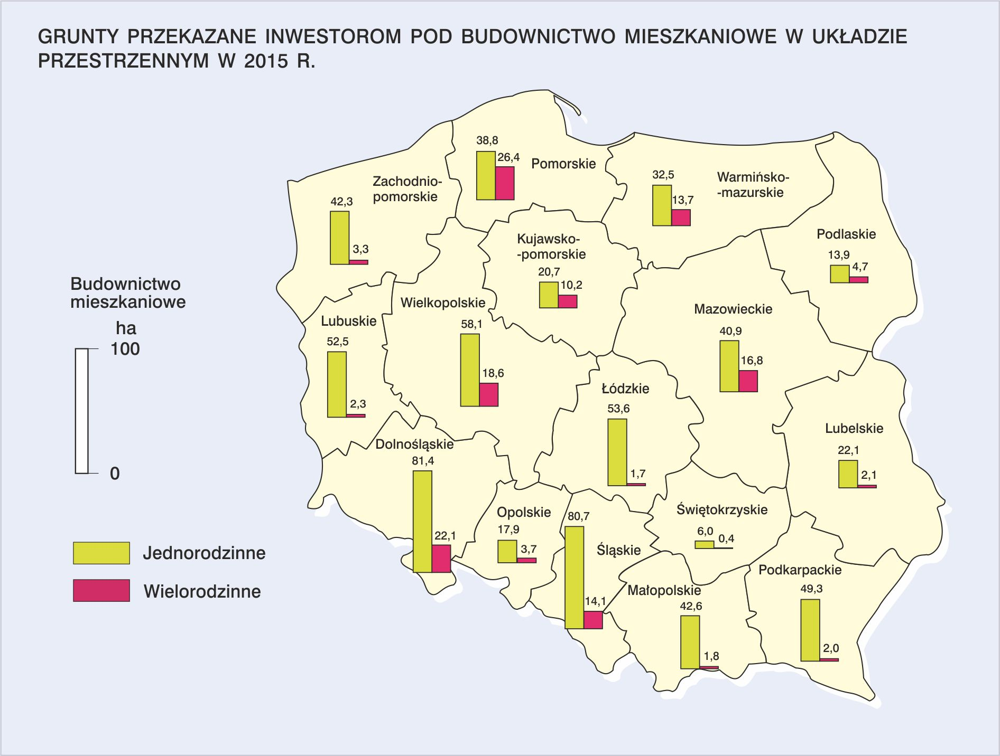 GRUNTY PRZEKAZANE INWESTOROM POD BUDOWNICTWO MIESZKANIOWE W UKŁADZIE
PRZESTRZENNYM W 2015 R.
Budownictwo
mieszkaniowe
ha
100
0
Jednorodzinne
Wielorodzinne
Zachodnio-
pomorskie
42,3
3,3
38,8
26,4
Pomorskie
32,5
13,7
Warmińsko-
-mazurskie
Podlaskie
13,9
4,7
Kujawsko-
-pomorskie
20,7
10,2
Lubuskie
52,5
2,3
Wielkopolskie
58,1
18,6
Mazowieckie
40,9
16,8
Łódzkie
53,6
1,7
Lubelskie
22,1
2,1
Dolnośląskie
81,4
22,1
Opolskie
17,9
3,7
80,7
Śląskie
14,1
Świętokrzyskie
6,0
0,4
Małopolskie
42,6
1,8
Podkarpackie
49,3
2,0